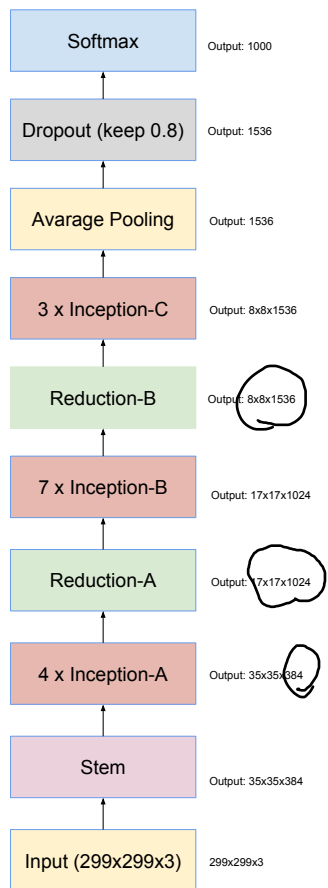 Softmax
Output: 1000
Dropout (keep 0.8)
Output: 1536
Avarage Pooling
Output: 1536
3 x Inception-C
Output: 8x8x1536
Reduction-B
Output: 8x8x1536
7 x Inception-B
Output: 17x17x1024
Reduction-A
Output: 17x17x1024
4 x Inception-A
Output: 35x35x384
Stem
Output: 35x35x384
Input (299x299x3)
299x299x3